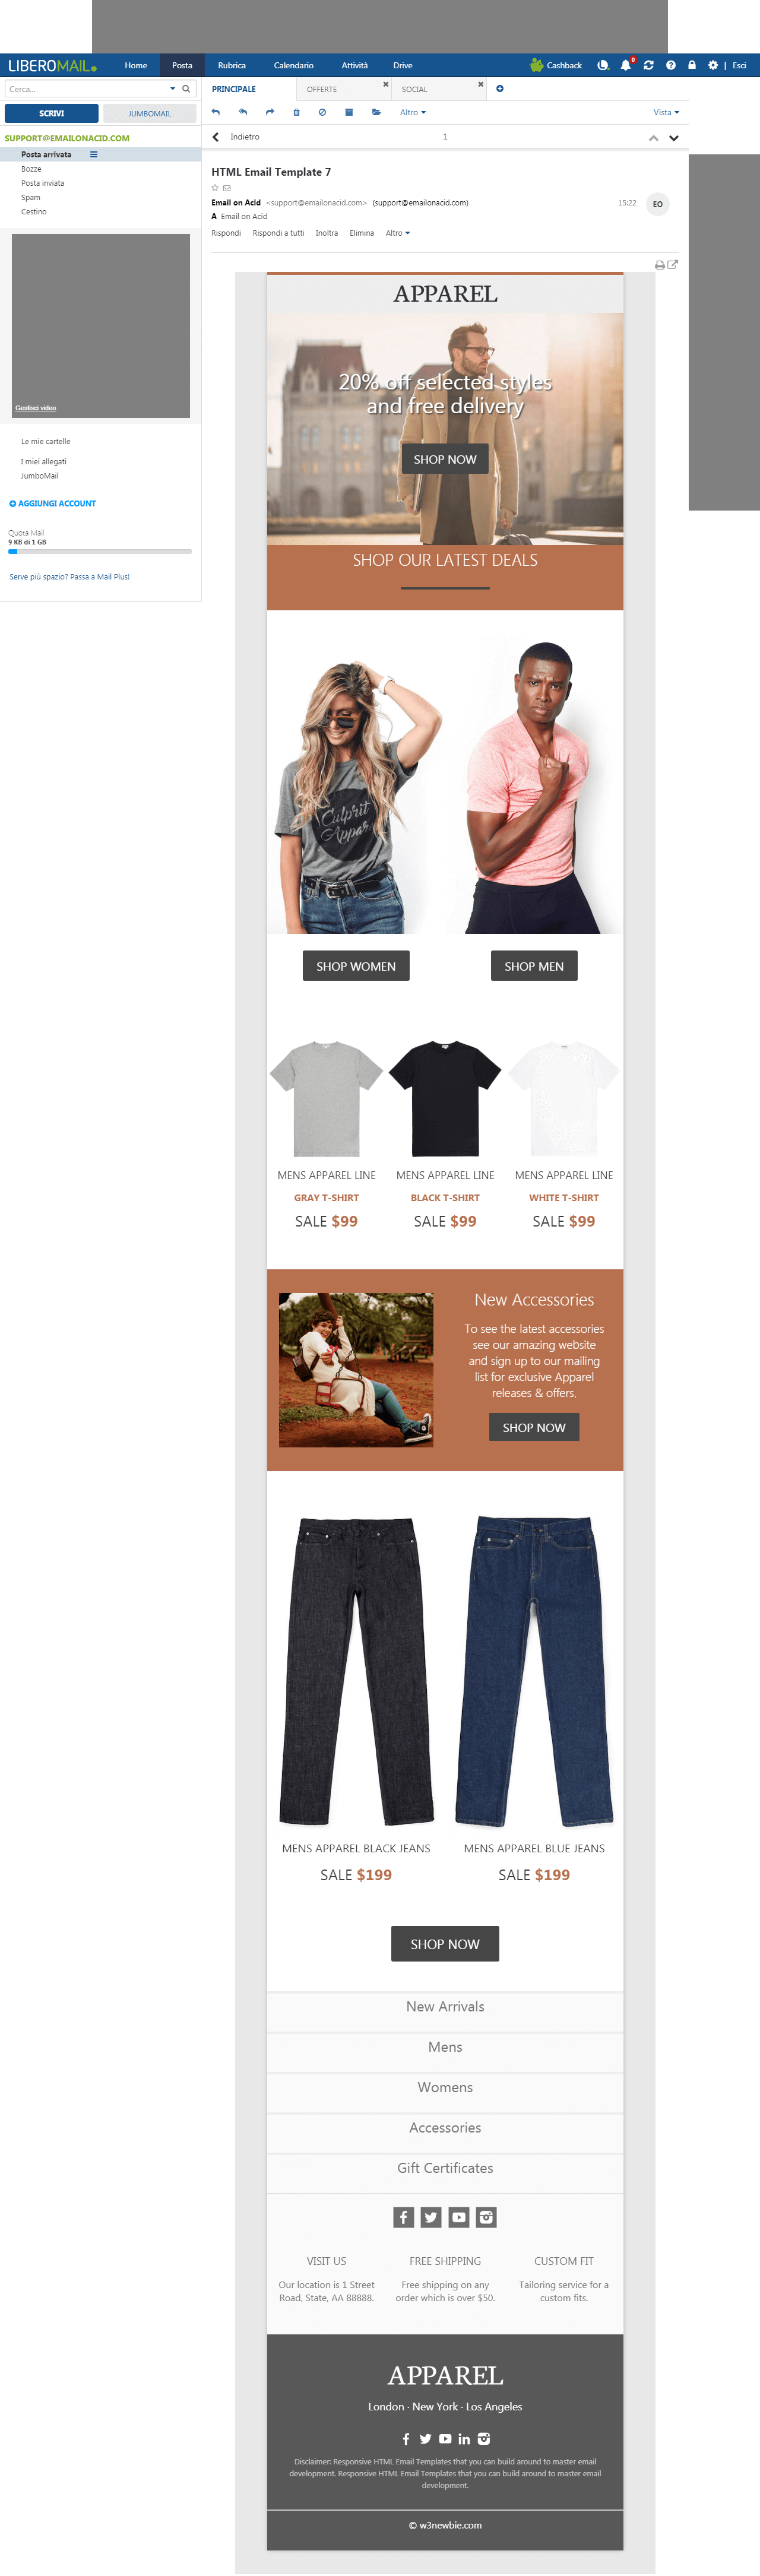 LIBEROMAIL
Home
Posta
Rubrica
Calendario
Attività
Drive
Cashback
0
Esci
Cerca...
SCRIVI
JUMBOMAIL
SUPPORT@EMAILONACID.COM
Posta arrivata
Bozze
Posta inviata
Spam
Cestino
Gestisci video
Le mie cartelle
I miei allegati
JumboMail
AGGIUNGI ACCOUNT
Quota Mail
9 KB di 1 GB
Serve più spazio? Passa a Mail Plus!
PRINCIPALE
OFFERTE
SOCIAL
Altro
Vista
Indietro
1
HTML Email Template 7
Email on Acid <support@emailonacid.com> (support@emailonacid.com)
15:22
EO
A Email on Acid
Rispondi
Rispondi a tutti
Inoltra
Elimina
Altro
APPAREL
20% off selected styles
and free delivery
SHOP NOW
SHOP OUR LATEST DEALS
Culprit
Appar
SHOP WOMEN
SHOP MEN
MENS APPAREL LINE
GRAY T-SHIRT
SALE $99
MENS APPAREL LINE
BLACK T-SHIRT
SALE $99
MENS APPAREL LINE
WHITE T-SHIRT
SALE $99
New Accessories
To see the latest accessories
see our amazing website
and sign up to our mailing
list for exclusive Apparel
releases & offers.
SHOP NOW
MENS APPAREL BLACK JEANS
SALE $199
MENS APPAREL BLUE JEANS
SALE $199
SHOP NOW
New Arrivals
Mens
Womens
Accessories
Gift Certificates
VISIT US
Our location is 1 Street
Road, State, AA 88888.
FREE SHIPPING
Free shipping on any
order which is over $50.
CUSTOM FIT
Tailoring service for a
custom fits.
APPAREL
London · New York · Los Angeles
Disclaimer: Responsive HTML Email Templates that you can build around to master email
development. Responsive HTML Email Templates that you can build around to master email
development.
© w3newbie.com